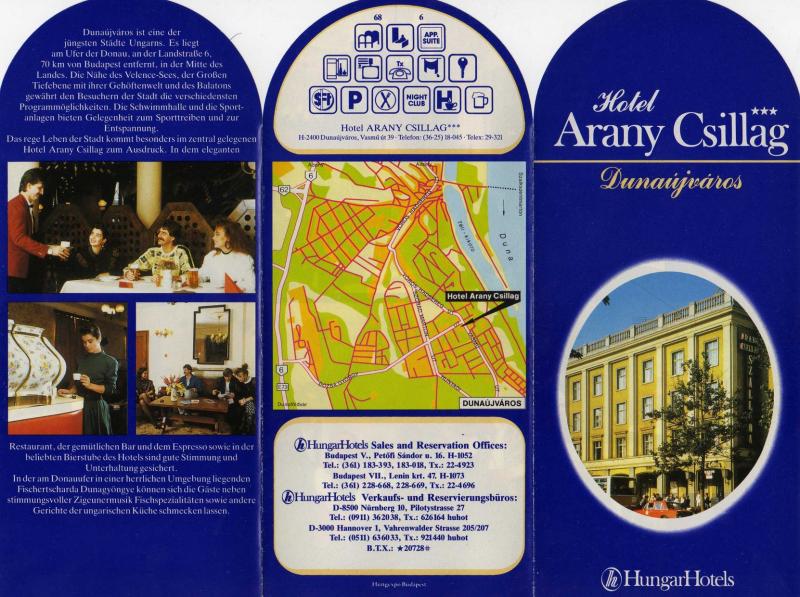 Dunaújváros ist eine der
jüngsten Städte Ungarns. Es liegt
am Ufer der Donau, an der Landstraße 6,
70 km von Budapest entfernt, in der Mitte des
Landes. Die Nähe des Velence-Sees, der Großen
Tiefebene mit ihrer Gehöftenwelt und des Balatons
gewährt den Besuchern der Stadt die verschiedensten
Programmöglichkeiten. Die Schwimmhalle und die Sport-
anlagen bieten Gelegenheit zum Sporttreiben und zur
Entspannung.
Das rege Leben der Stadt kommt besonders im zentral gelegenen
Hotel Arany Csillag zum Ausdruck. In dem eleganten
Restaurant, der gemütlichen Bar und dem Espresso sowie in der
beliebten Bierstube des Hotels sind gute Stimmung und
Unterhaltung gesichert.
In der am Donauufer in einer herrlichen Umgebung liegenden
Fischertscharda Dunagyöngye können sich die Gäste neben
stimmungsvoller Zigeunermusik Fischspezialitäten sowie andere
Gerichte der ungarischen Küche schmecken lassen.
68 6
APP. SUITE
Tx
P
NIGHT CLUB
H
Hotel ARANY CSILLAG***
H-2400 Dunaújváros, Vasmű út 39 · Telefon: (36-25) 18-045 · Telex: 29-321
6
62
Duna
Hotel Arany Csillag
6
Dunaföldvár
DUNAÚJVÁROS
HungarHotels Sales and Reservation Offices:
Budapest V., Petőfi Sándor u. 16. H-1052
Tel.: (361) 183-393, 183-018, Tx.: 22-4923
Budapest VII., Lenin krt. 47. H-1073
Tel.: (361) 228-668, 228-669, Tx.: 22-4696
HungarHotels Verkaufs- und Reservierungsbüros:
D-8500 Nürnberg 10, Pilotystrasse 27
Tel.: (0911) 362038, Tx.: 626164 huhot
D-3000 Hannover 1, Vahrenwalder Strasse 205/207
Tel.: (0511) 636033, Tx.: 921440 huhot
B.T.X.: ★20728#
Hungexpo Budapest
Hotel
Arany Csillag
***
Dunaújváros
SZÁLLODA
HungarHotels